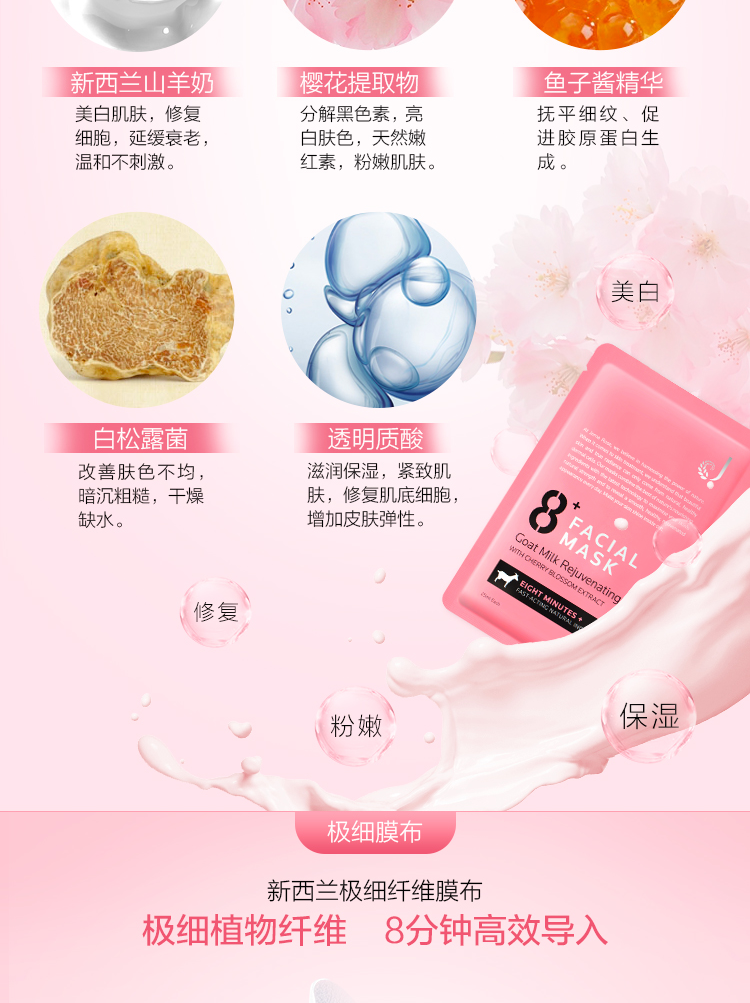 新西兰山羊奶
美白肌肤，修复
细胞，延缓衰老，
温和不刺激。
樱花提取物
分解黑色素，亮
白肤色，天然嫩
红素，粉嫩肌肤。
鱼子酱精华
抚平细纹、促
进胶原蛋白生
成。
美白
白松露菌
改善肤色不均，
暗沉粗糙，干燥
缺水。
透明质酸
滋润保湿，紧致肌
肤，修复肌底细胞，
增加皮肤弹性。
8+
FACIAL
MASK
Goat Milk Rejuvenating
WITH CHERRY BLOSSOM EXTRACT
EIGHT MINUTES +
FAST-ACTING NATURAL
修复
粉嫩
保湿
极细膜布
新西兰极细纤维膜布
极细植物纤维 8分钟高效导入